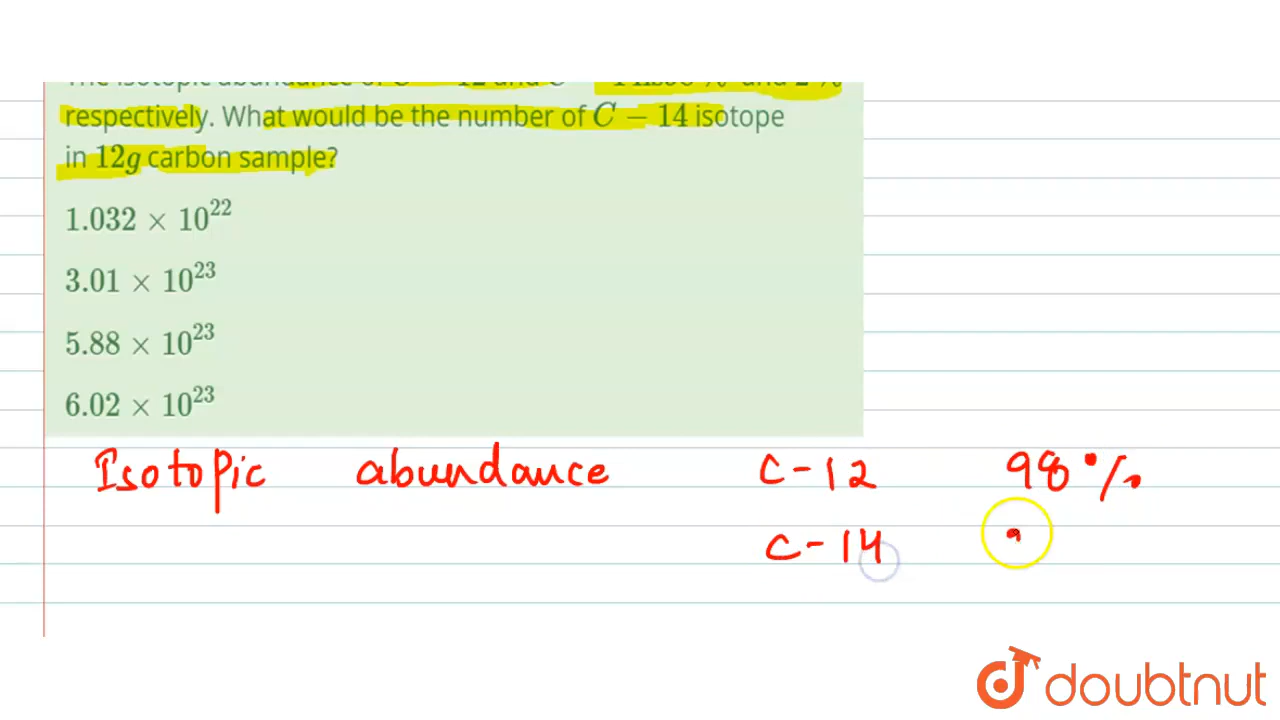 respectively. What would be the number of C − 14 isotope
in 12g carbon sample?
1.032 × 10^22
3.01 × 10^23
5.88 × 10^23
6.02 × 10^23
Isotopic abundance C-12 98%
C-14
doubtnut